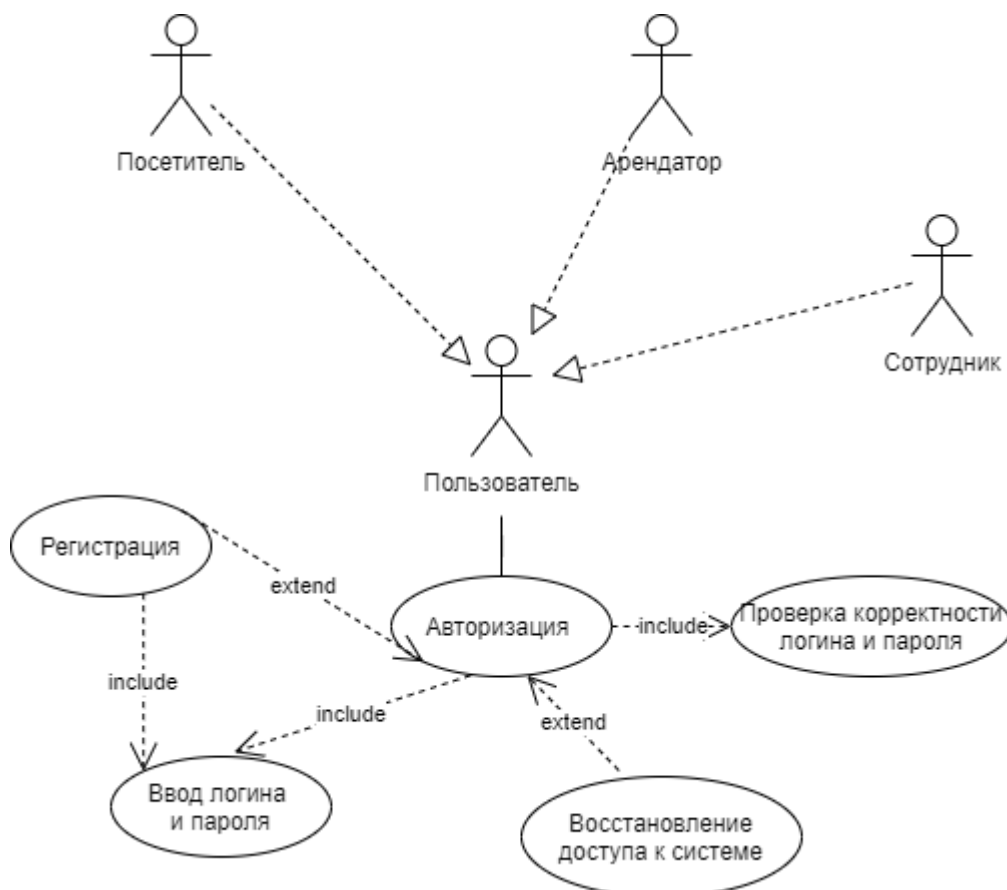 Посетитель
Арендатор
Сотрудник
Пользователь
Регистрация
extend
Авторизация
include
Проверка корректности
логина и пароля
include
include
extend
Ввод логина
и пароля
Восстановление
доступа к системе